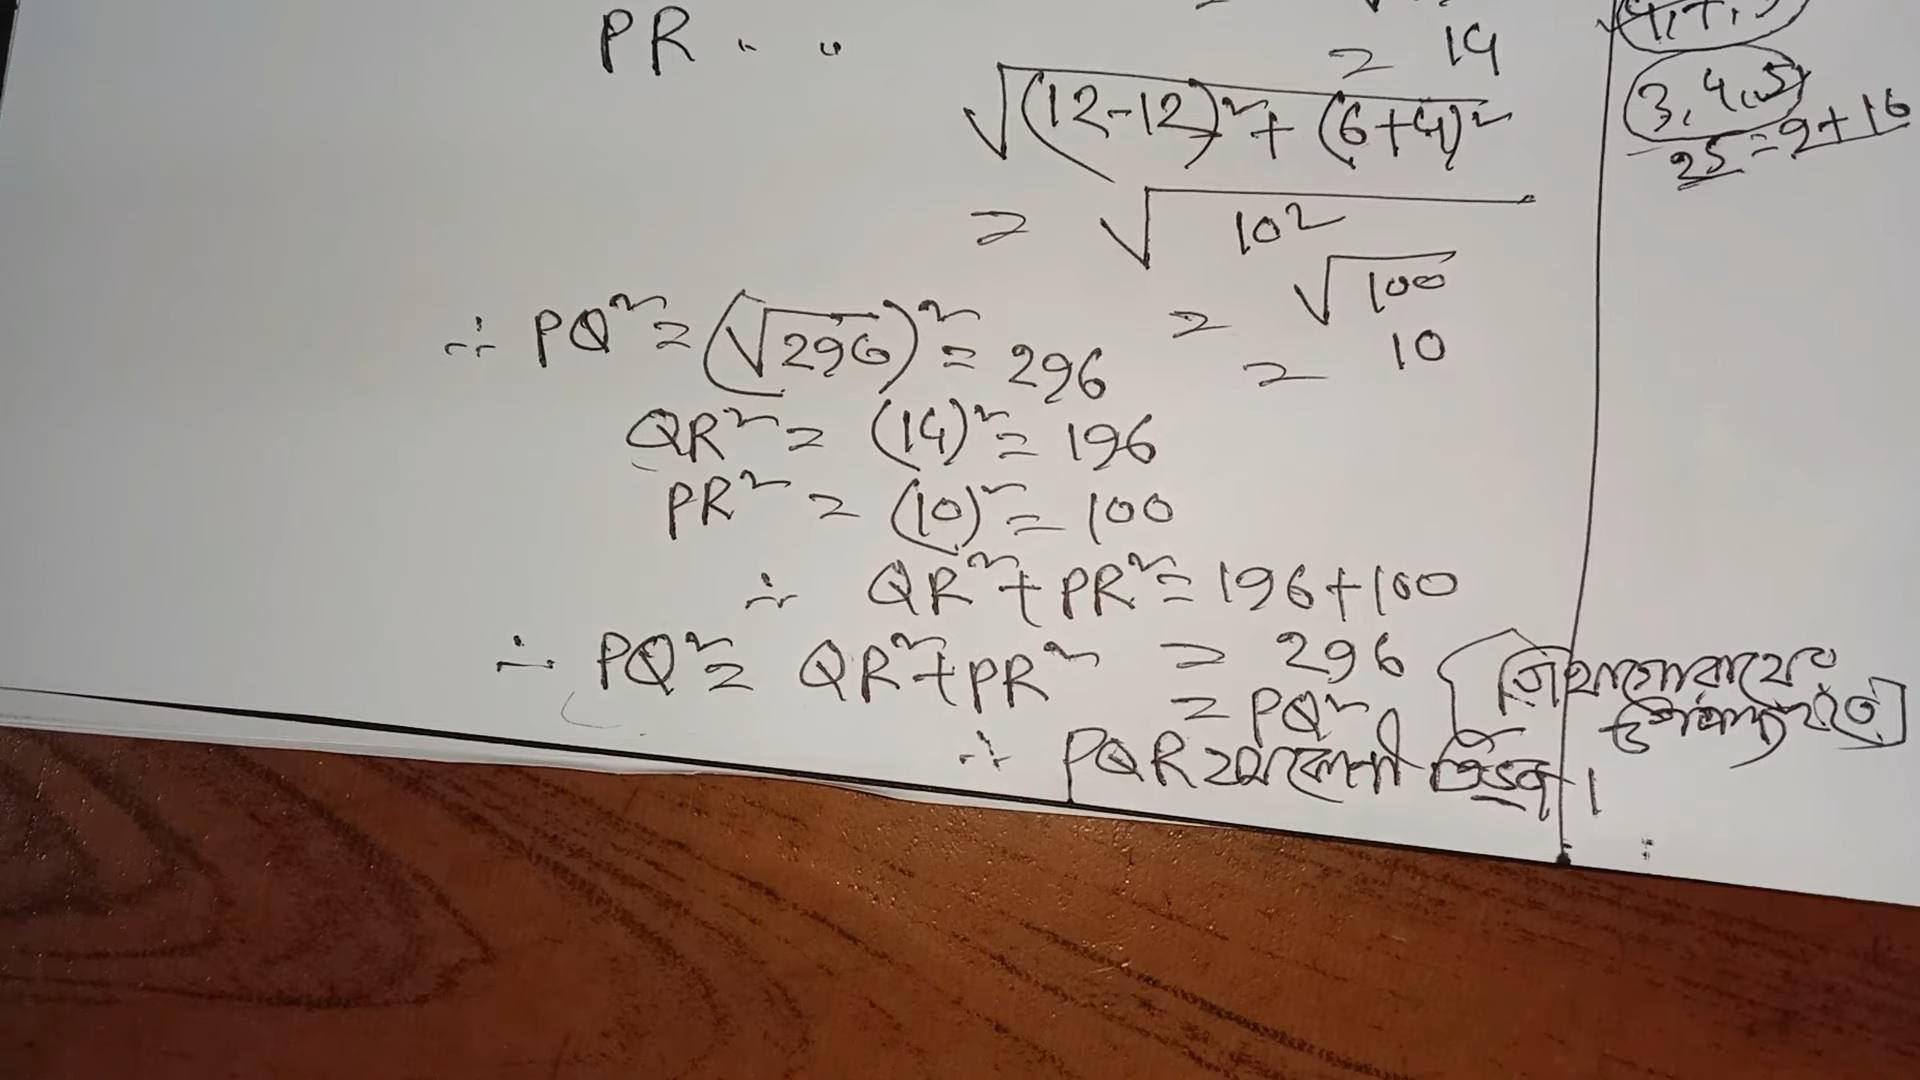 = 14
PR " "
√(12-12)² + (6+4)²
= √10²
= √100
= 10
∴ PQ² = (√296)² = 296
QR² = (14)² = 196
PR² = (10)² = 100
∴ QR² + PR² = 196 + 100
= 296
= PQ²
∴ PQ² = QR² + PR²
[পিথাগোরাসের
∴ PQR সমকোণী ত্রিভুজ।
(3, 4, 5)
25 = 9 + 16